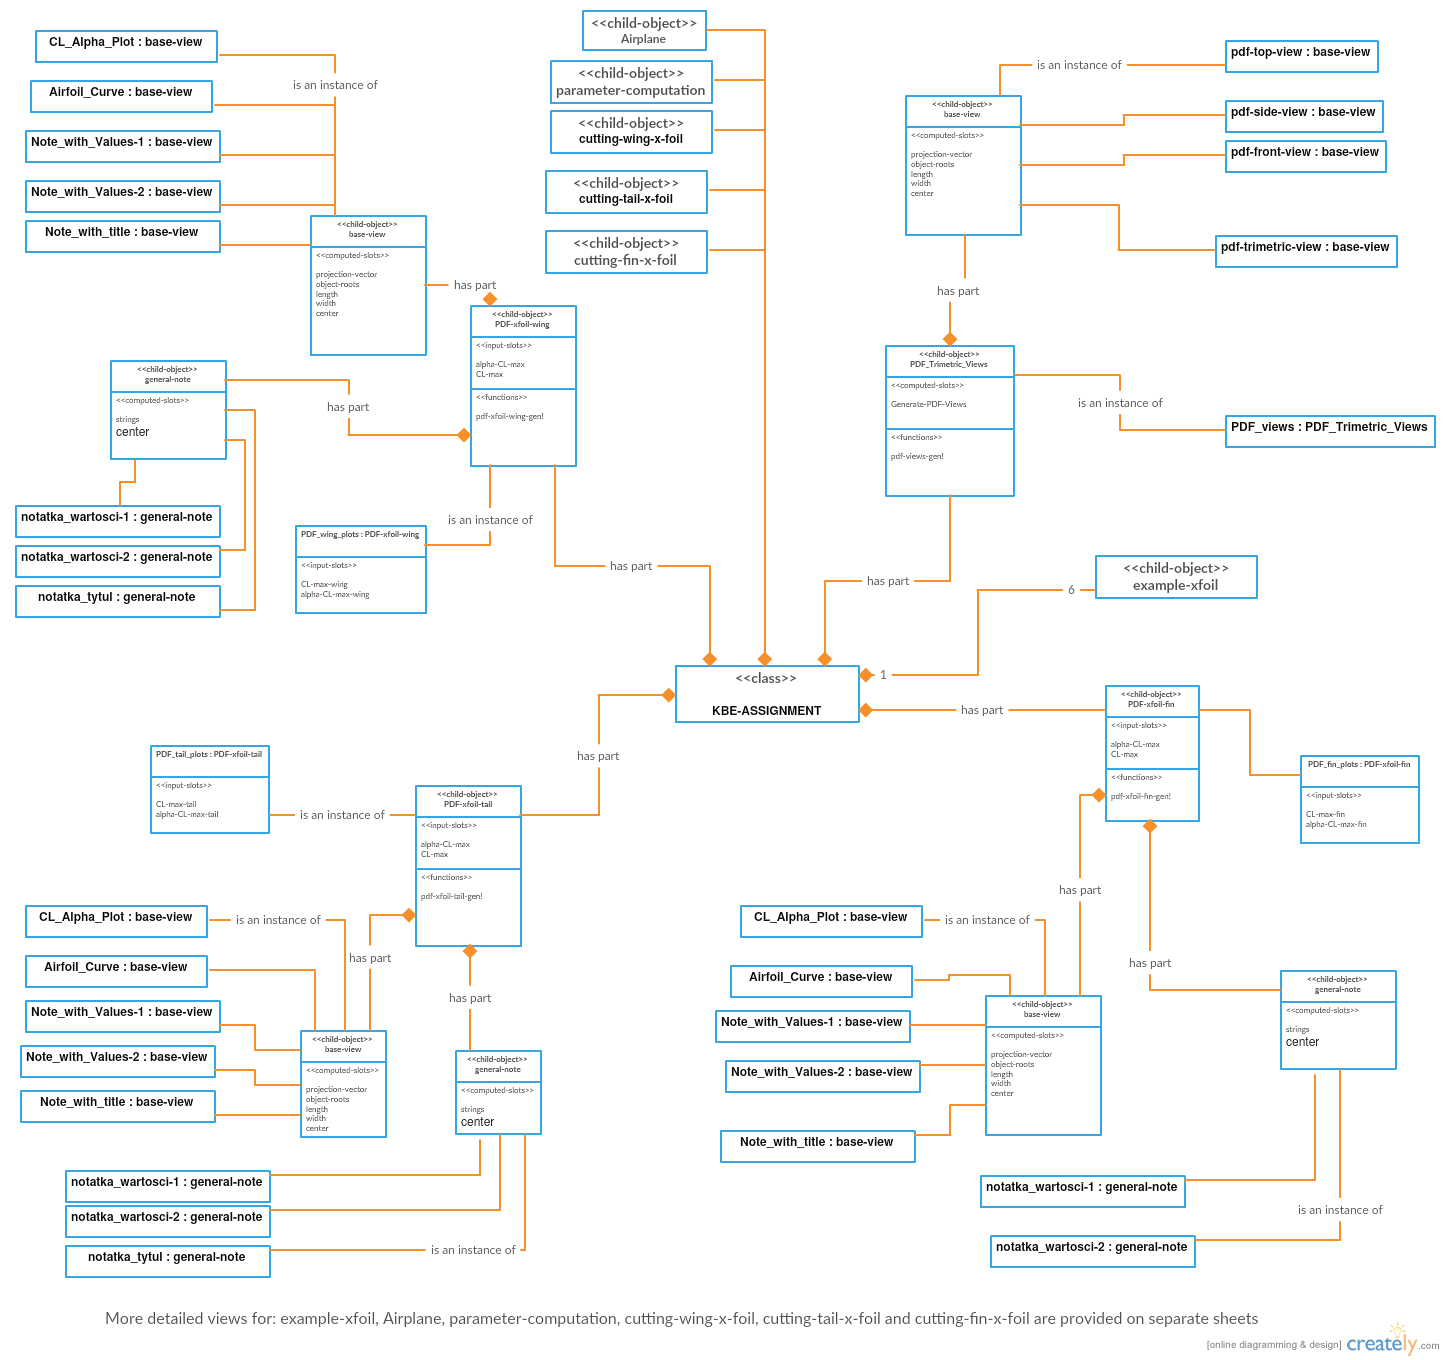 CL_Alpha_Plot : base-view
is an instance of
Airfoil_Curve : base-view
Note_with_Values-1 : base-view
Note_with_Values-2 : base-view
Note_with_title : base-view
<<child-object>>
base-view
<<computed-slots>>
projection-vector
object-roots
length
width
center
has part
<<child-object>>
Airplane
<<child-object>>
parameter-computation
<<child-object>>
cutting-wing-x-foil
<<child-object>>
cutting-tail-x-foil
<<child-object>>
cutting-fin-x-foil
pdf-top-view : base-view
is an instance of
pdf-side-view : base-view
pdf-front-view : base-view
pdf-trimetric-view : base-view
<<child-object>>
base-view
<<computed-slots>>
projection-vector
object-roots
length
width
center
has part
<<child-object>>
PDF-xfoil-wing
<<input-slots>>
alpha-CL-max
CL-max
<<functions>>
pdf-xfoil-wing-gen!
<<child-object>>
general-note
<<computed-slots>>
strings
center
has part
notatka_wartosci-1 : general-note
notatka_wartosci-2 : general-note
notatka_tytul : general-note
is an instance of
PDF_wing_plots : PDF-xfoil-wing
<<input-slots>>
CL-max-wing
alpha-CL-max-wing
has part
<<child-object>>
PDF_Trimetric_Views
<<computed-slots>>
Generate-PDF-Views
<<functions>>
pdf-views-gen!
is an instance of
PDF_views : PDF_Trimetric_Views
has part
<<child-object>>
example-xfoil
6
1
<<class>>
KBE-ASSIGNMENT
has part
has part
<<child-object>>
PDF-xfoil-fin
<<input-slots>>
alpha-CL-max
CL-max
<<functions>>
pdf-xfoil-fin-gen!
PDF_fin_plots : PDF-xfoil-fin
<<input-slots>>
CL-max-fin
alpha-CL-max-fin
PDF_tail_plots : PDF-xfoil-tail
<<input-slots>>
CL-max-tail
alpha-CL-max-tail
is an instance of
<<child-object>>
PDF-xfoil-tail
<<input-slots>>
alpha-CL-max
CL-max
<<functions>>
pdf-xfoil-tail-gen!
CL_Alpha_Plot : base-view
is an instance of
Airfoil_Curve : base-view
has part
Note_with_Values-1 : base-view
Note_with_Values-2 : base-view
Note_with_title : base-view
<<child-object>>
base-view
<<computed-slots>>
projection-vector
object-roots
length
width
center
has part
<<child-object>>
general-note
<<computed-slots>>
strings
center
notatka_wartosci-1 : general-note
notatka_wartosci-2 : general-note
notatka_tytul : general-note
is an instance of
has part
CL_Alpha_Plot : base-view
is an instance of
Airfoil_Curve : base-view
Note_with_Values-1 : base-view
Note_with_Values-2 : base-view
Note_with_title : base-view
<<child-object>>
base-view
<<computed-slots>>
projection-vector
object-roots
length
width
center
has part
<<child-object>>
general-note
<<computed-slots>>
strings
center
notatka_wartosci-1 : general-note
is an instance of
notatka_wartosci-2 : general-note
More detailed views for: example-xfoil, Airplane, parameter-computation, cutting-wing-x-foil, cutting-tail-x-foil and cutting-fin-x-foil are provided on separate sheets
[online diagramming & design] creately.com